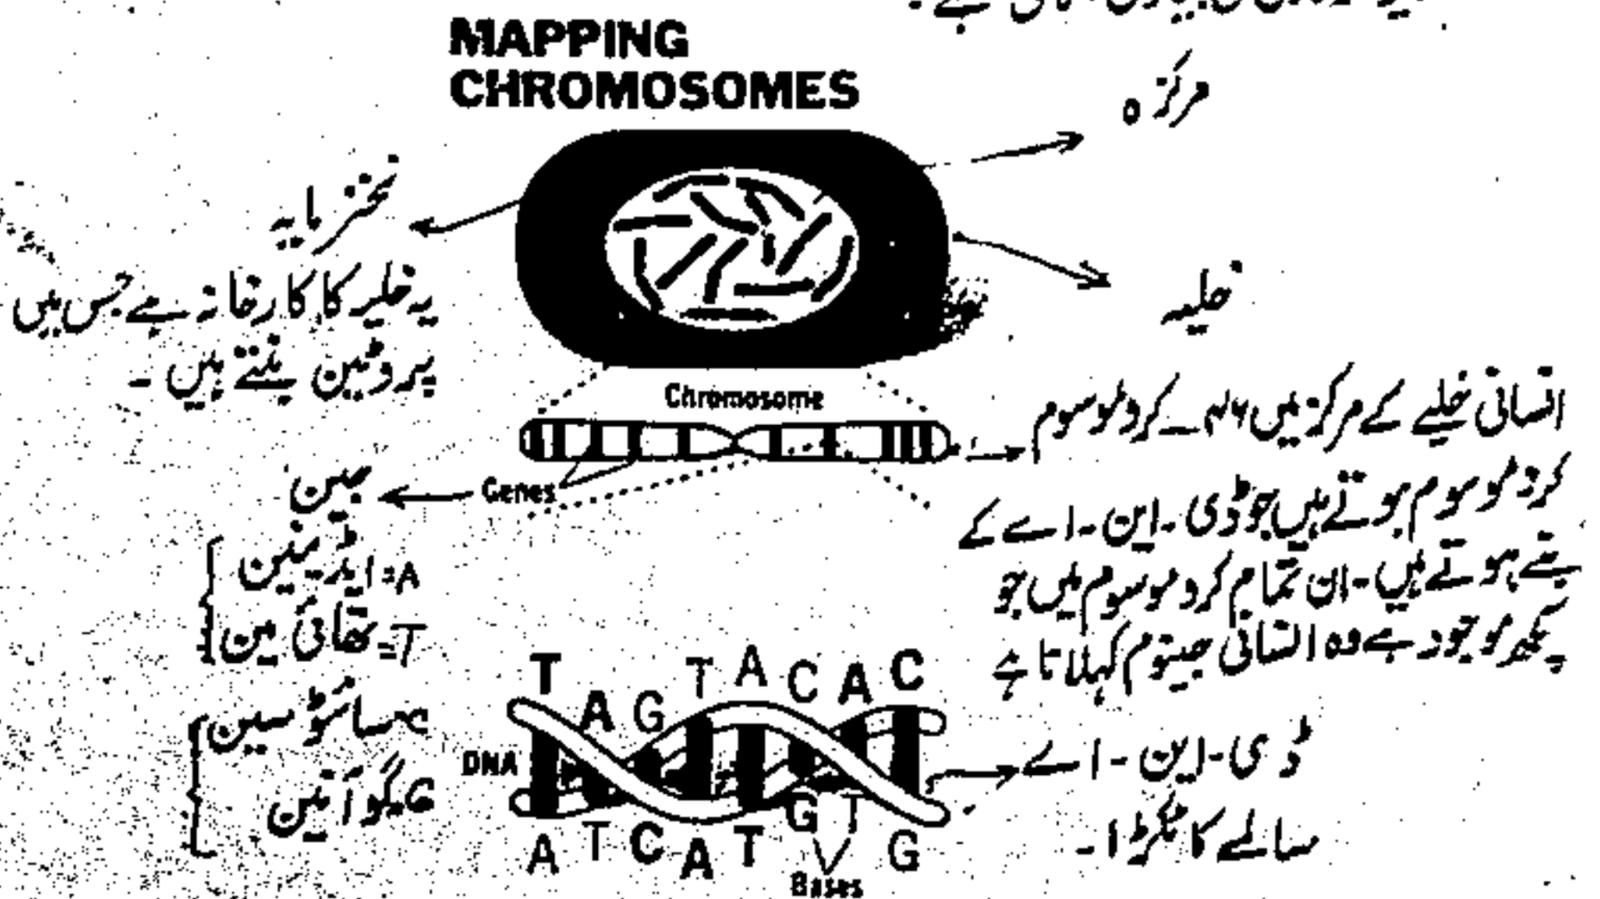 MAPPING
CHROMOSOMES
مرکزہ
نخزمایہ
یہ خلیہ کا کارخانہ ہے جس میں
پروٹین بنتے ہیں ۔
خلیہ
Chromosome
انسانی خلیے کے مرکز میں ۴۶ ۔ کروموسوم
Genes
جین
کروموسوم ہوتے ہیں جو ڈی ۔ این ۔ اے کے
بنے ہوتے ہیں ۔ ان تمام کروموسوم میں جو
کچھ موجود ہے وہ انسانی جینوم کہلاتا ہے
A = ایڈینین
T = تھائی مین
C سائٹوسین
G گوآنین
T A G T A C A C
DNA
A T C A T G T G
Bases
ڈی ۔ این ۔ اے
سالمے کا ٹکڑا ۔